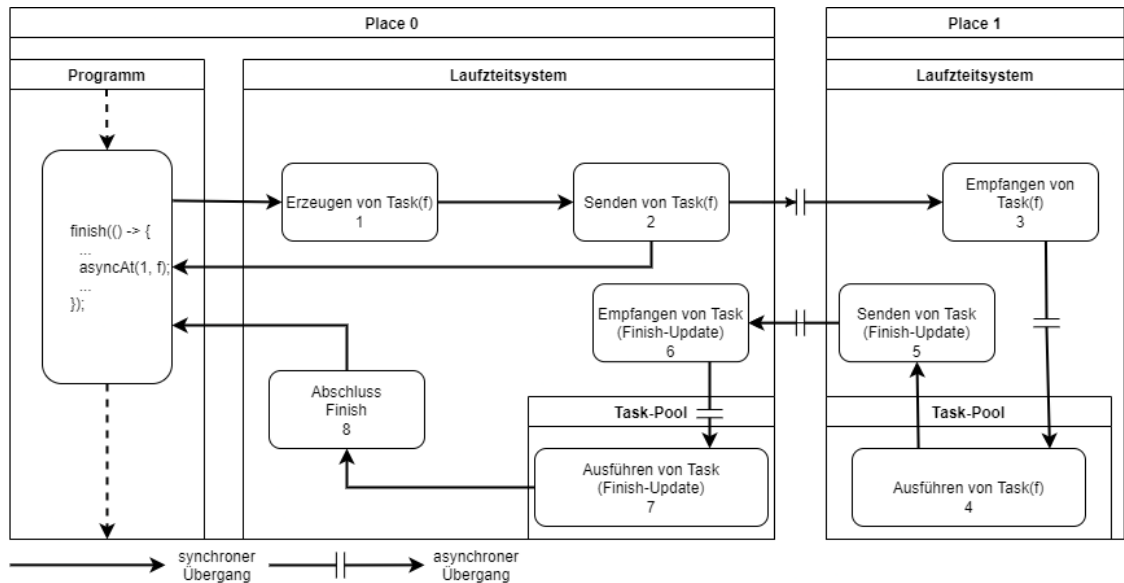 Place 0
Place 1
Programm
Laufzteitsystem
Laufzteitsystem
finish(() -> {
...
asyncAt(1, f);
...
});
Erzeugen von Task(f)
1
Senden von Task(f)
2
Empfangen von
Task(f)
3
Empfangen von Task
(Finish-Update)
6
Senden von Task
(Finish-Update)
5
Abschluss
Finish
8
Task-Pool
Task-Pool
Ausführen von Task
(Finish-Update)
7
Ausführen von Task(f)
4
synchroner
Übergang
asynchroner
Übergang